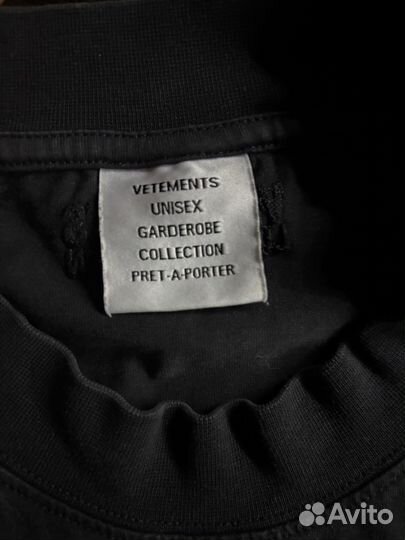 VETEMENTS
UNISEX
GARDEROBE
COLLECTION
PRET-A-PORTER
Avito